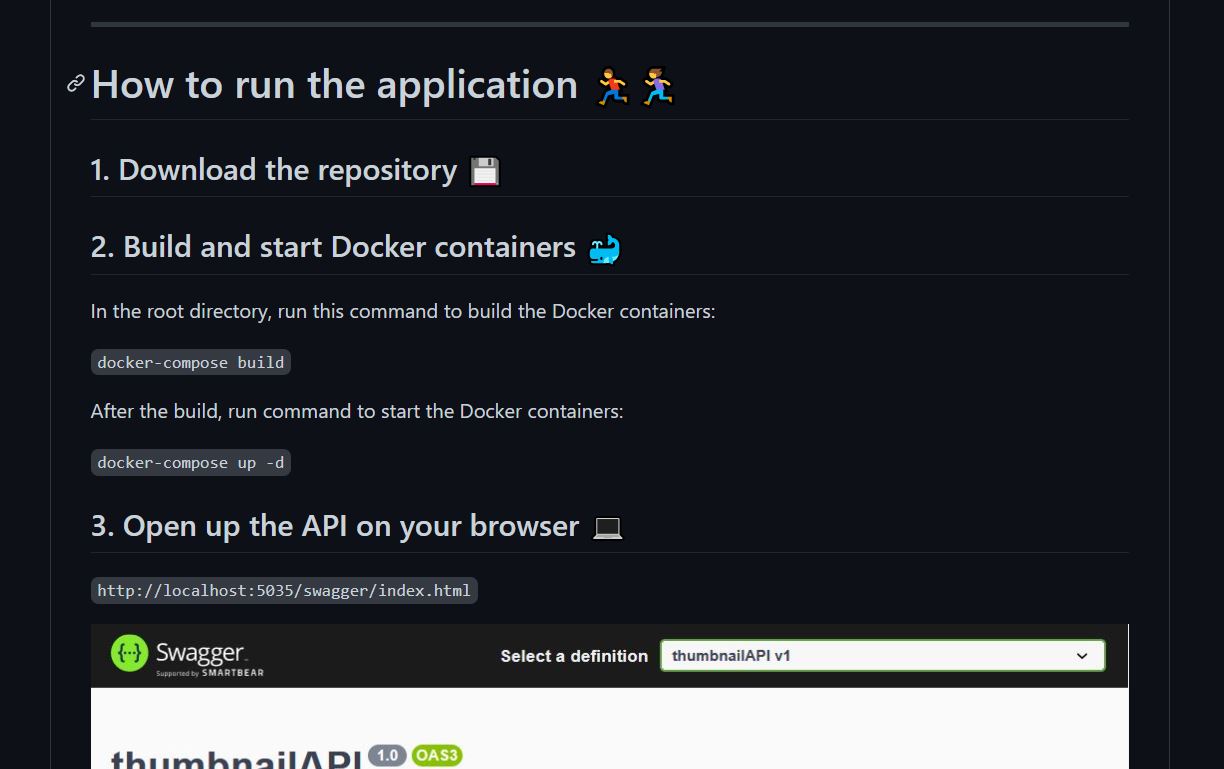 How to run the application 🏃🏃‍♀️
1. Download the repository 💾
2. Build and start Docker containers 🐳
In the root directory, run this command to build the Docker containers:
docker-compose build
After the build, run command to start the Docker containers:
docker-compose up -d
3. Open up the API on your browser 💻
http://localhost:5035/swagger/index.html
Swagger
Supported by SMARTBEAR
Select a definition
thumbnailAPI v1
thumbnailAPI 1.0 OAS3